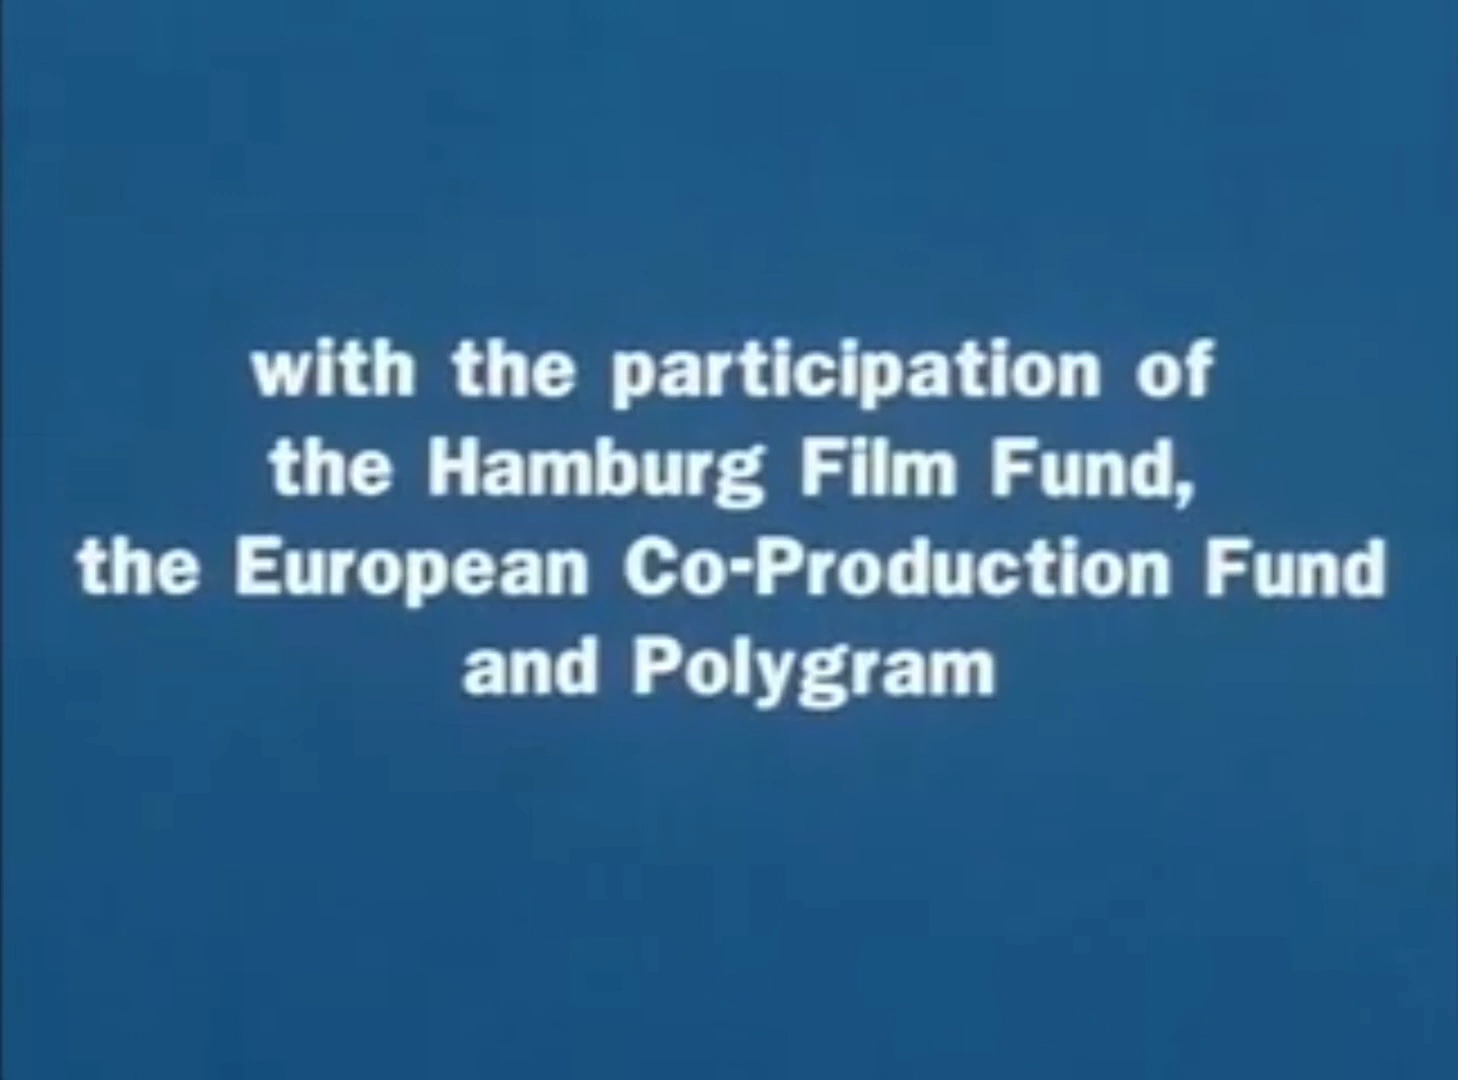 with the participation of
the Hamburg Film Fund,
the European Co-Production Fund
and Polygram